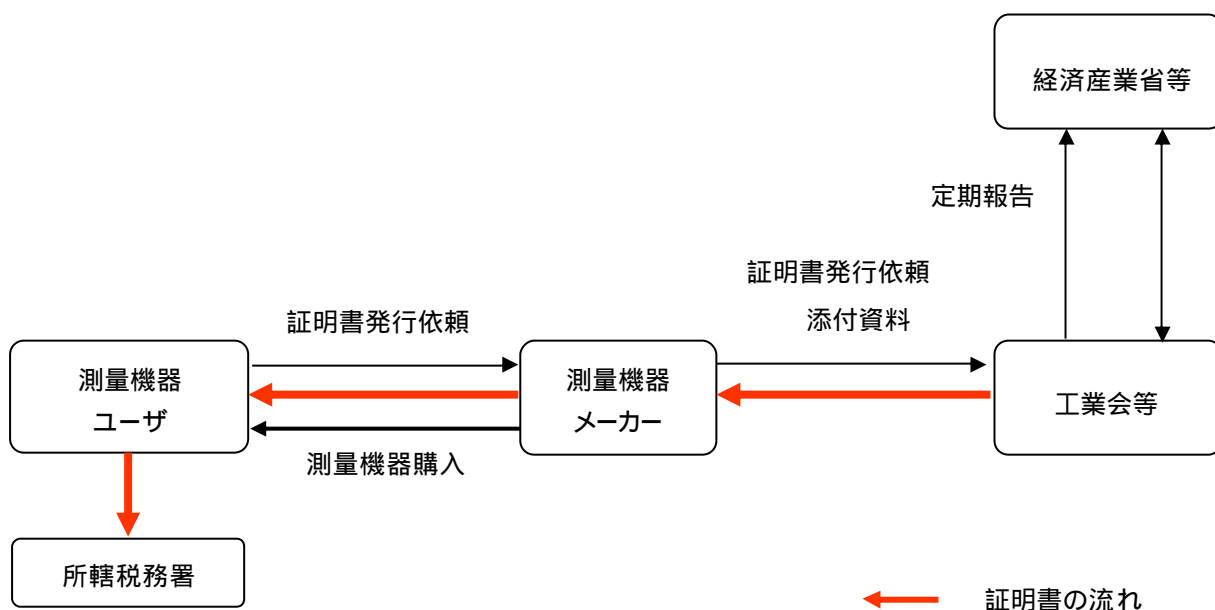 経済産業省等
定期報告
証明書発行依頼
添付資料
証明書発行依頼
測量機器
ユーザ
測量機器
メーカー
工業会等
測量機器購入
所轄税務署
証明書の流れ